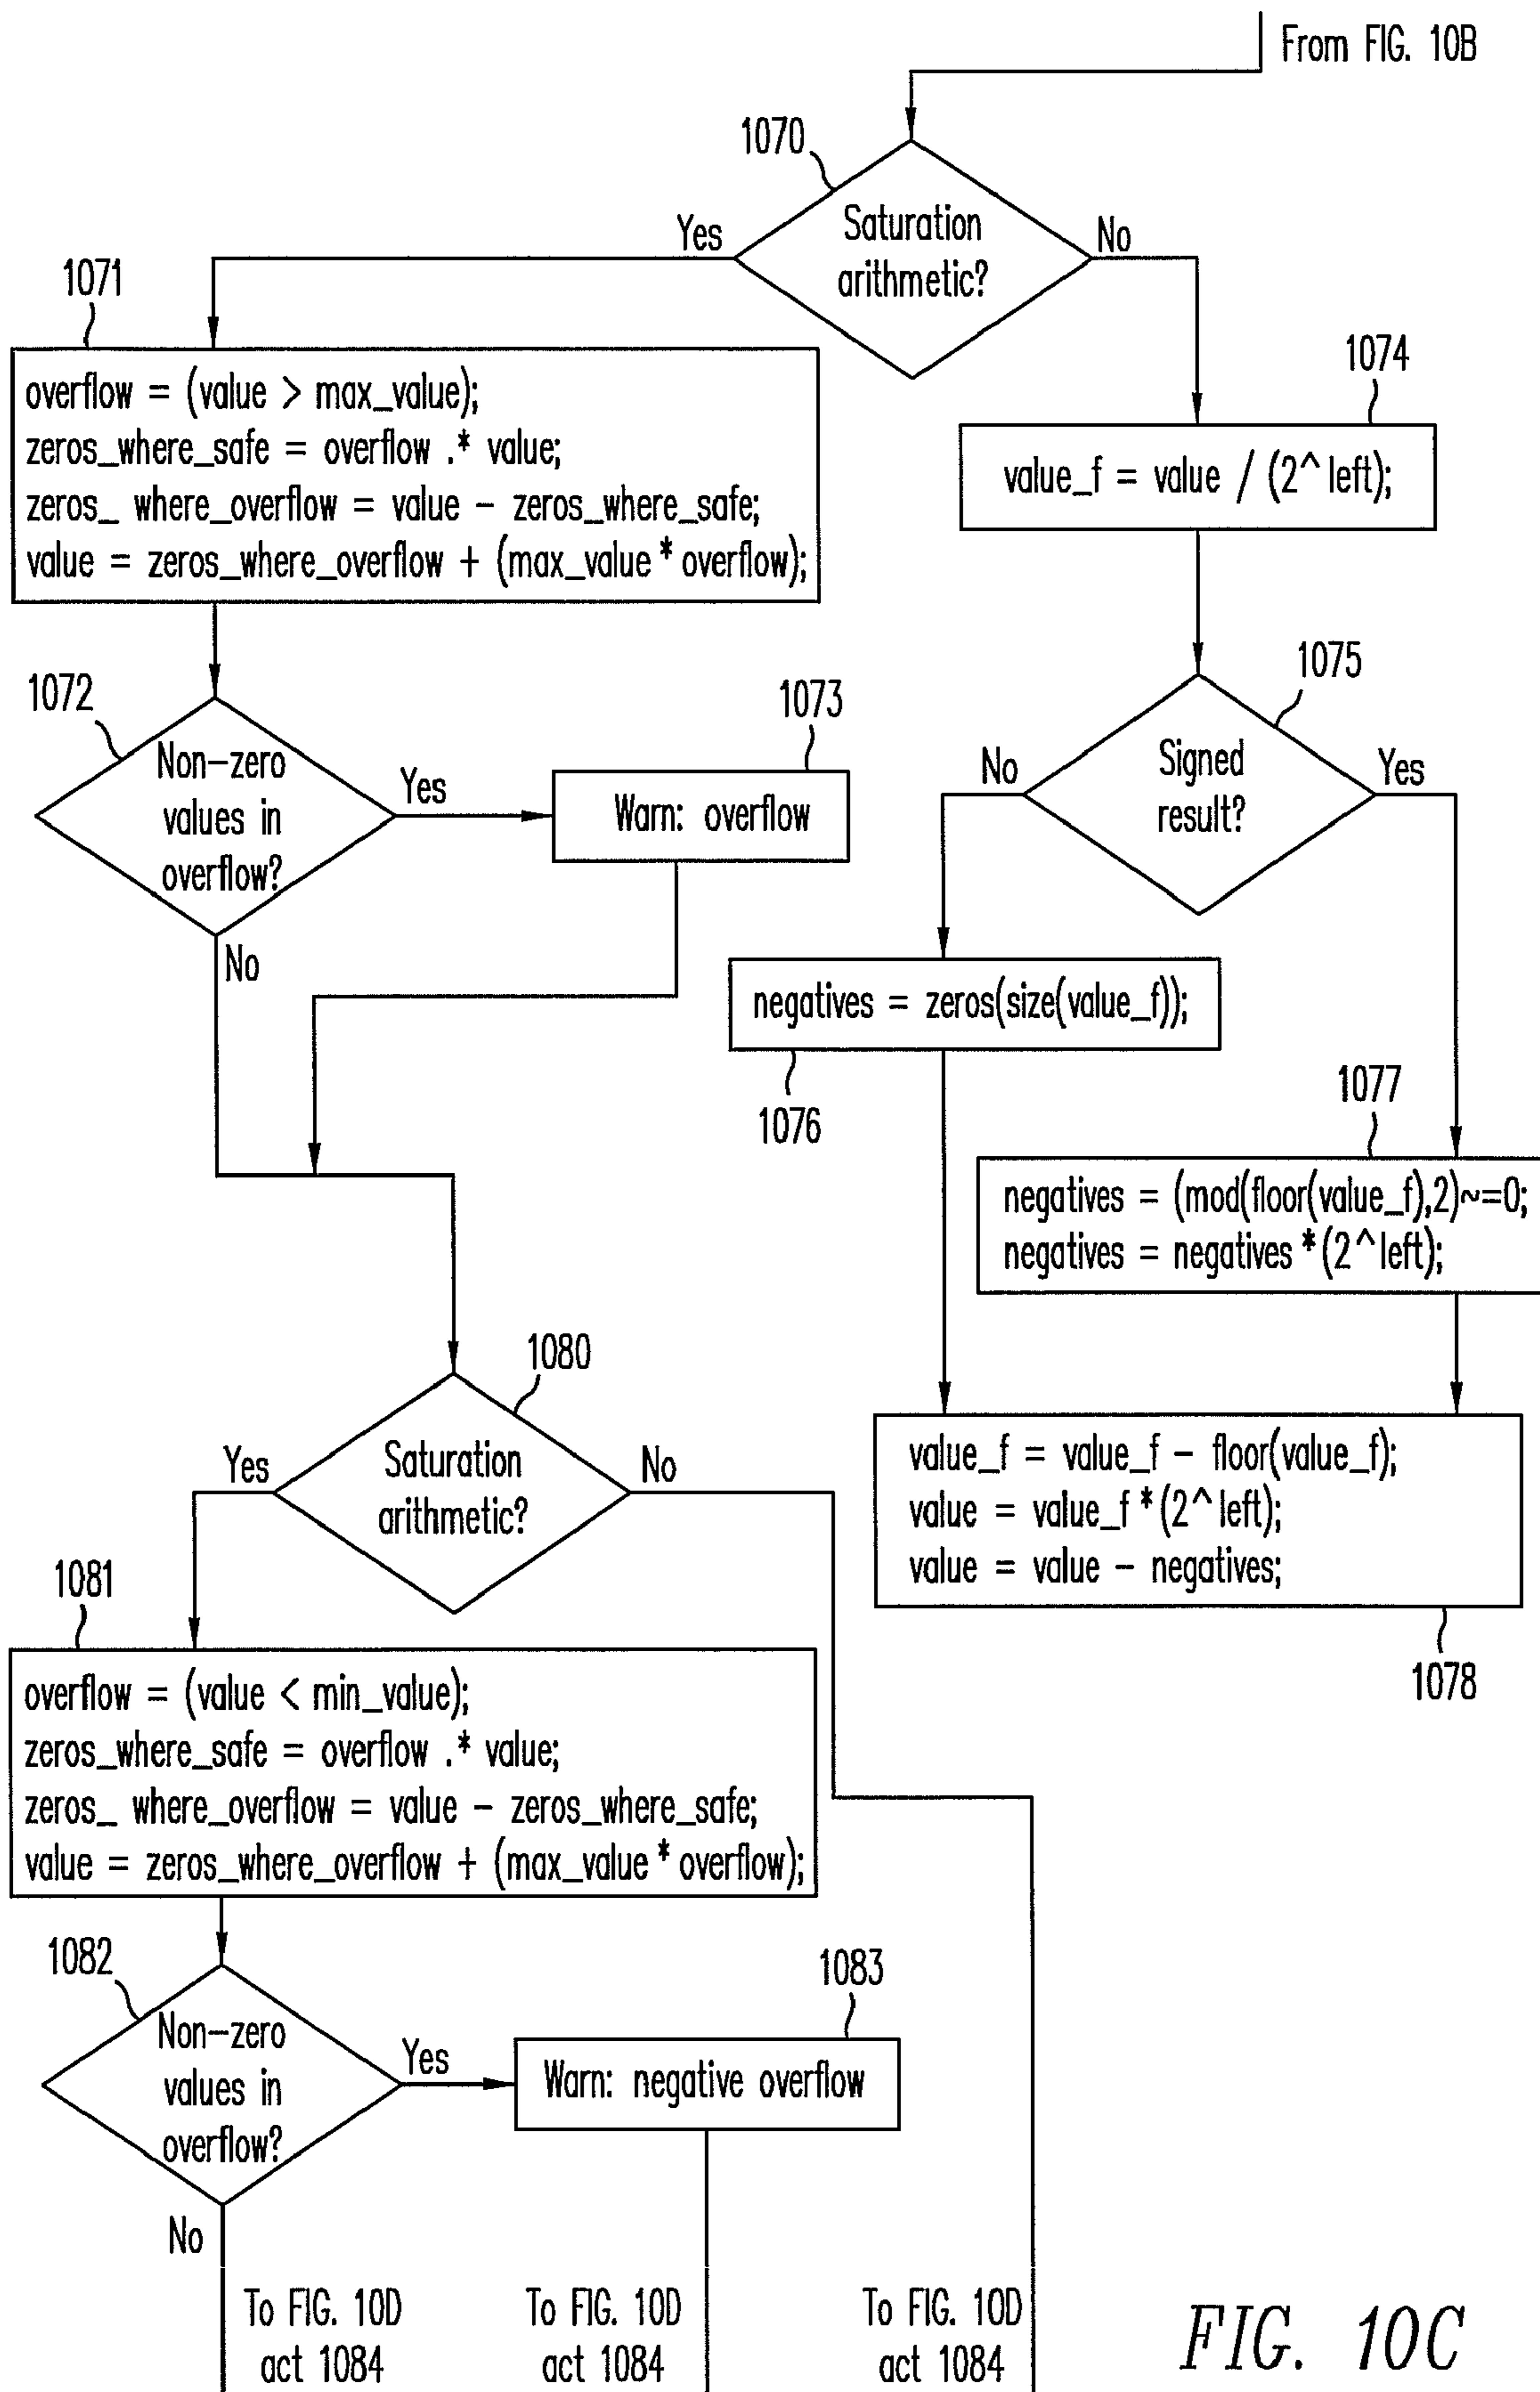 From FIG. 10B
1070
Saturation
arithmetic?
Yes
No
1071
overflow = (value > max_value);
zeros_where_safe = overflow .* value;
zeros_ where_overflow = value - zeros_where_safe;
value = zeros_where_overflow + (max_value * overflow);
1074
value_f = value / (2^ left);
1072
Non-zero
values in
overflow?
Yes
No
1073
Warn: overflow
1075
Signed
result?
No
Yes
negatives = zeros(size(value_f));
1076
1077
negatives = (mod(floor(value_f),2)~=0;
negatives = negatives * (2^left);
1080
Saturation
arithmetic?
Yes
No
value_f = value_f - floor(value_f);
value = value_f * (2^ left);
value = value - negatives;
1078
1081
overflow = (value < min_value);
zeros_where_safe = overflow .* value;
zeros_ where_overflow = value - zeros_where_safe;
value = zeros_where_overflow + (max_value * overflow);
1082
Non-zero
values in
overflow?
Yes
No
1083
Warn: negative overflow
To FIG. 10D
act 1084
To FIG. 10D
act 1084
To FIG. 10D
act 1084
FIG. 10C